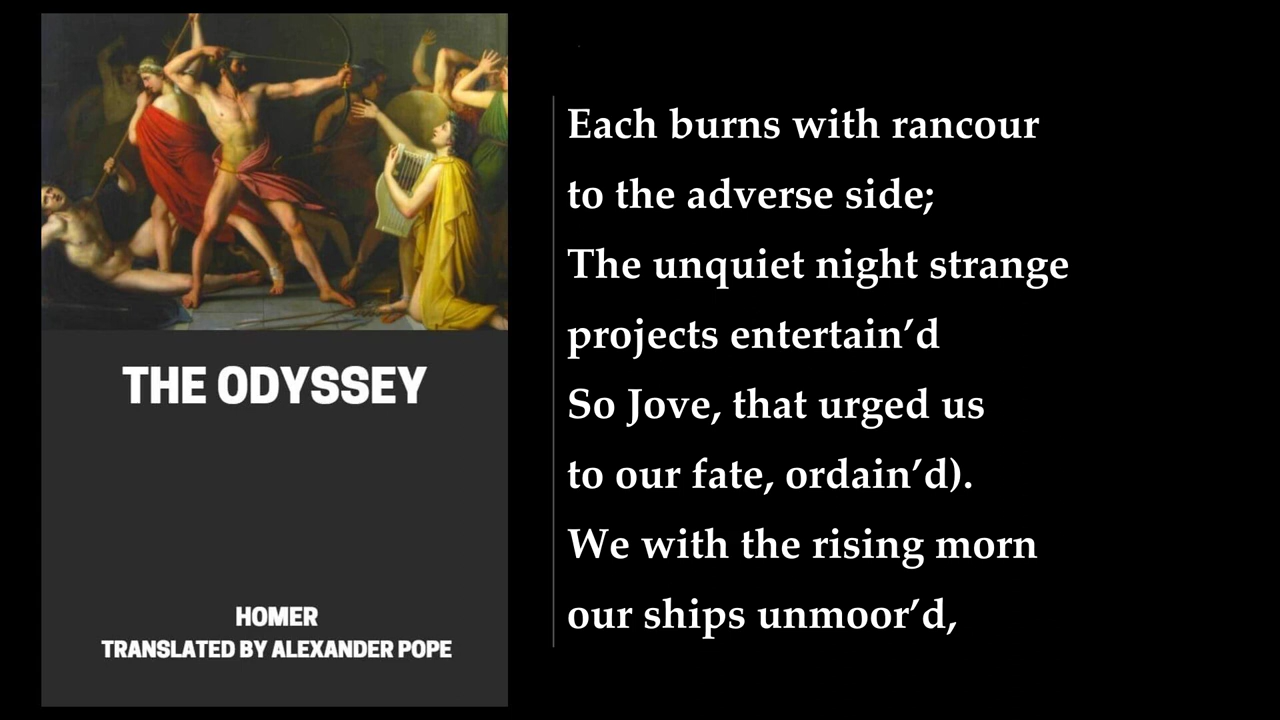 THE ODYSSEY
HOMER
TRANSLATED BY ALEXANDER POPE
Each burns with rancour
to the adverse side;
The unquiet night strange
projects entertain’d
So Jove, that urged us
to our fate, ordain’d).
We with the rising morn
our ships unmoor’d,